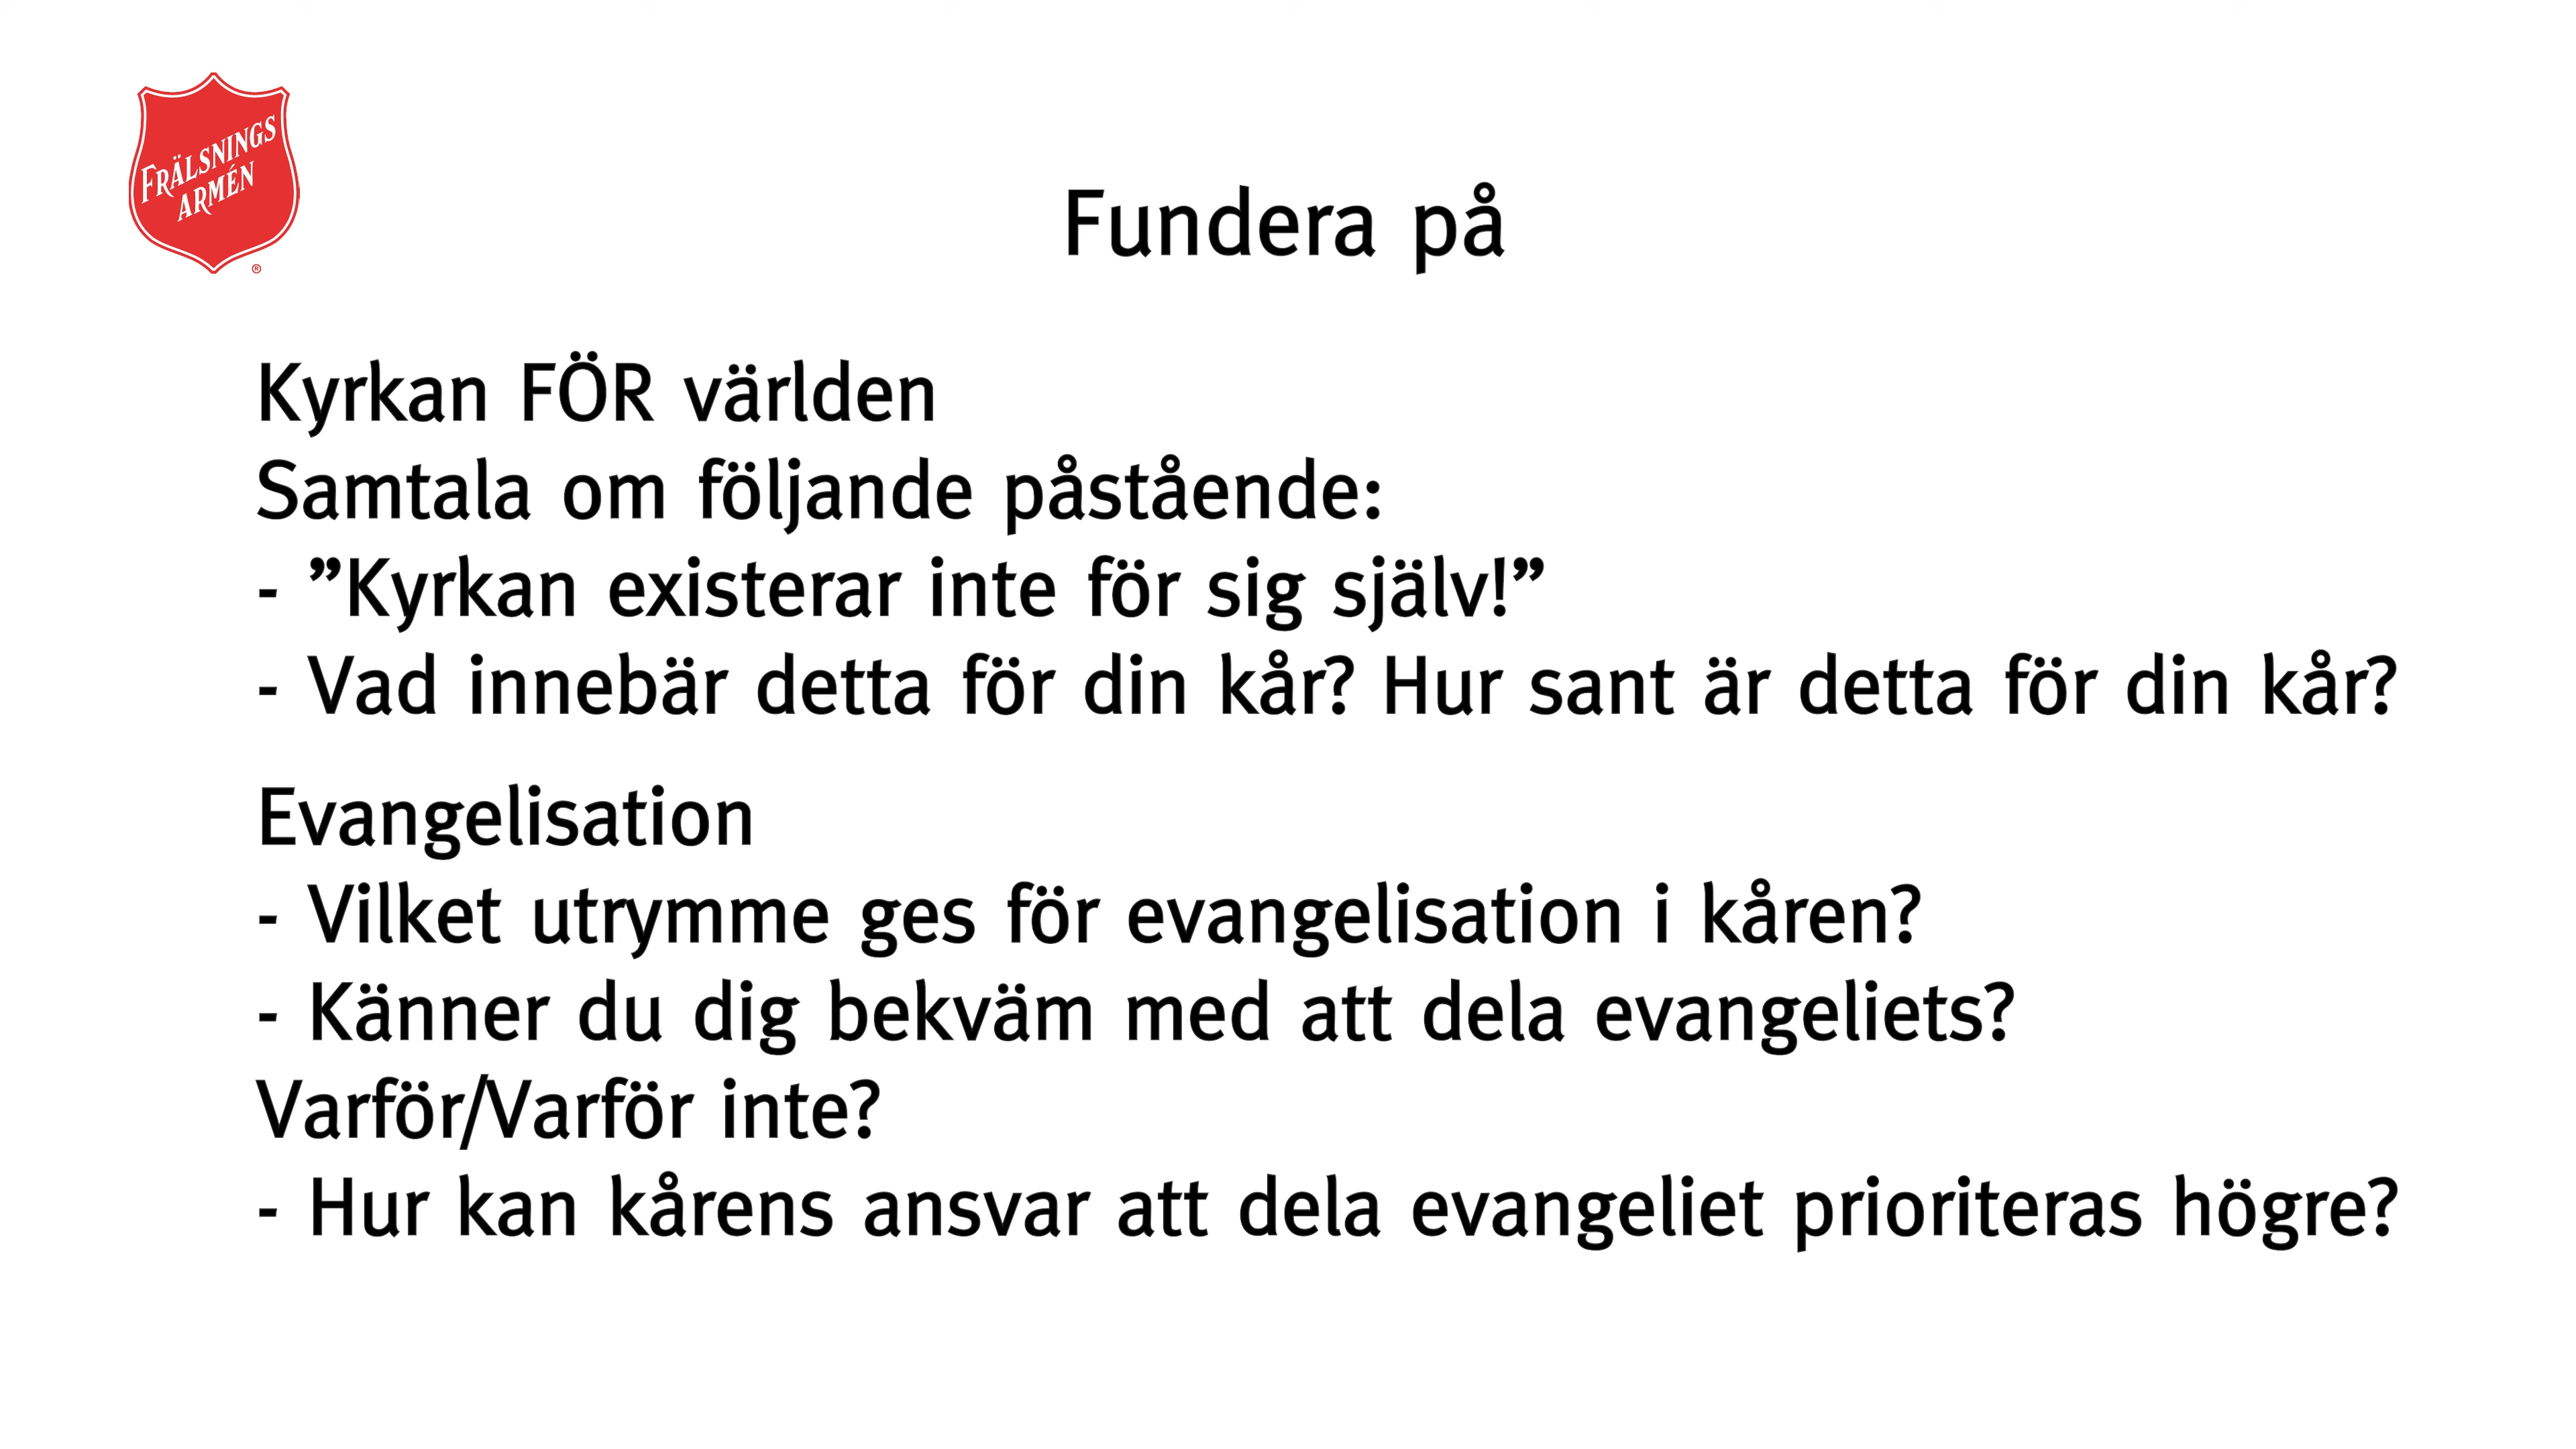 FRÄLSNINGS
ARMÉN
®
Fundera på
Kyrkan FÖR världen
Samtala om följande påstående:
- ”Kyrkan existerar inte för sig själv!”
- Vad innebär detta för din kår? Hur sant är detta för din kår?
Evangelisation
- Vilket utrymme ges för evangelisation i kåren?
- Känner du dig bekväm med att dela evangeliets?
Varför/Varför inte?
- Hur kan kårens ansvar att dela evangeliet prioriteras högre?